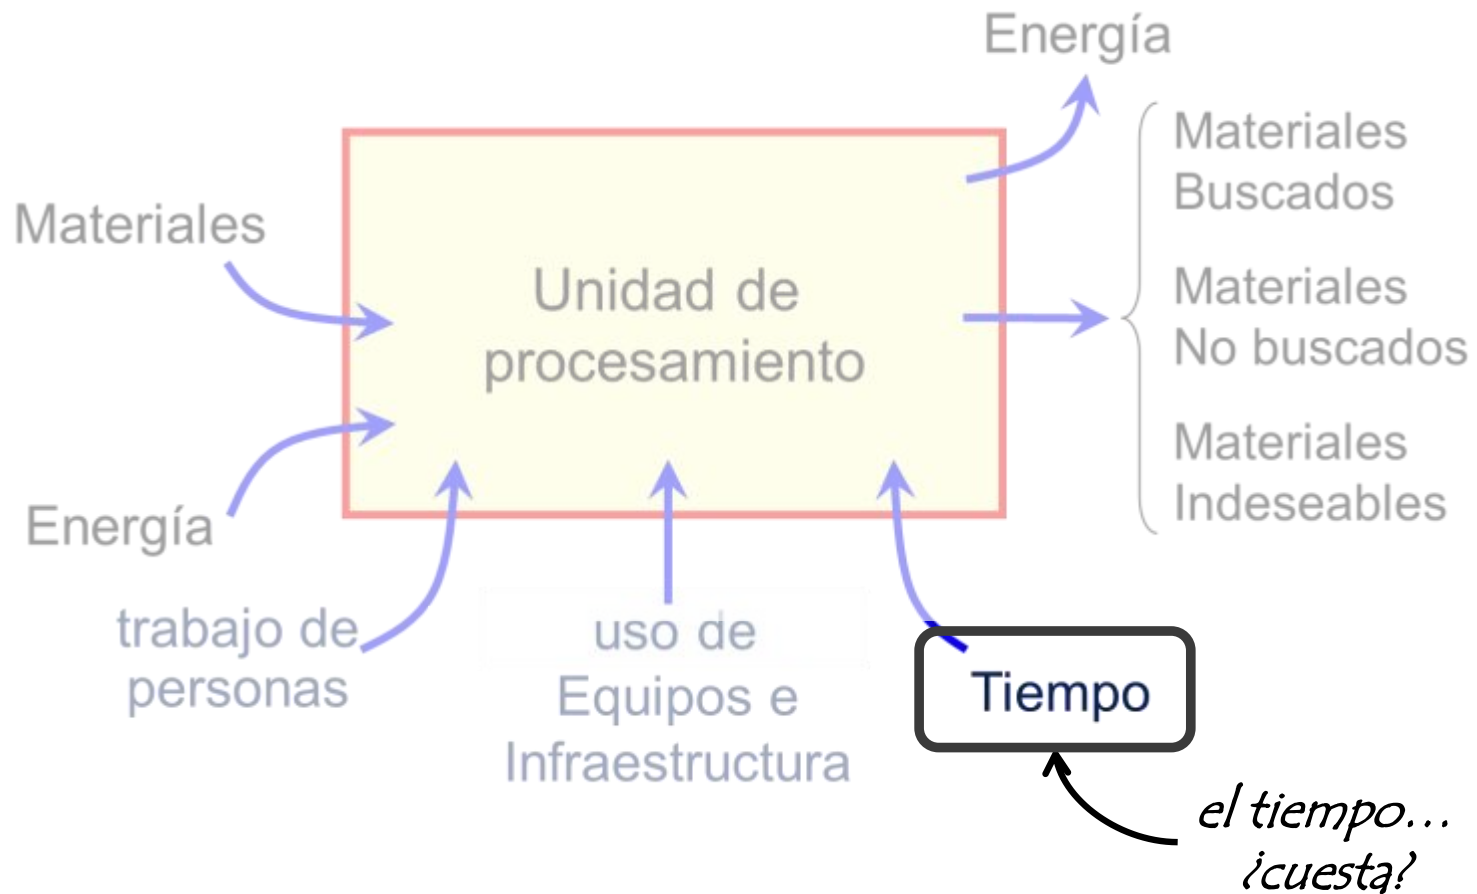 Energía
Materiales
Buscados
Materiales
Unidad de
procesamiento
Materiales
No buscados
Materiales
Indeseables
Energía
trabajo de
personas
uso de
Equipos e
Infraestructura
Tiempo
el tiempo...
¿cuesta?